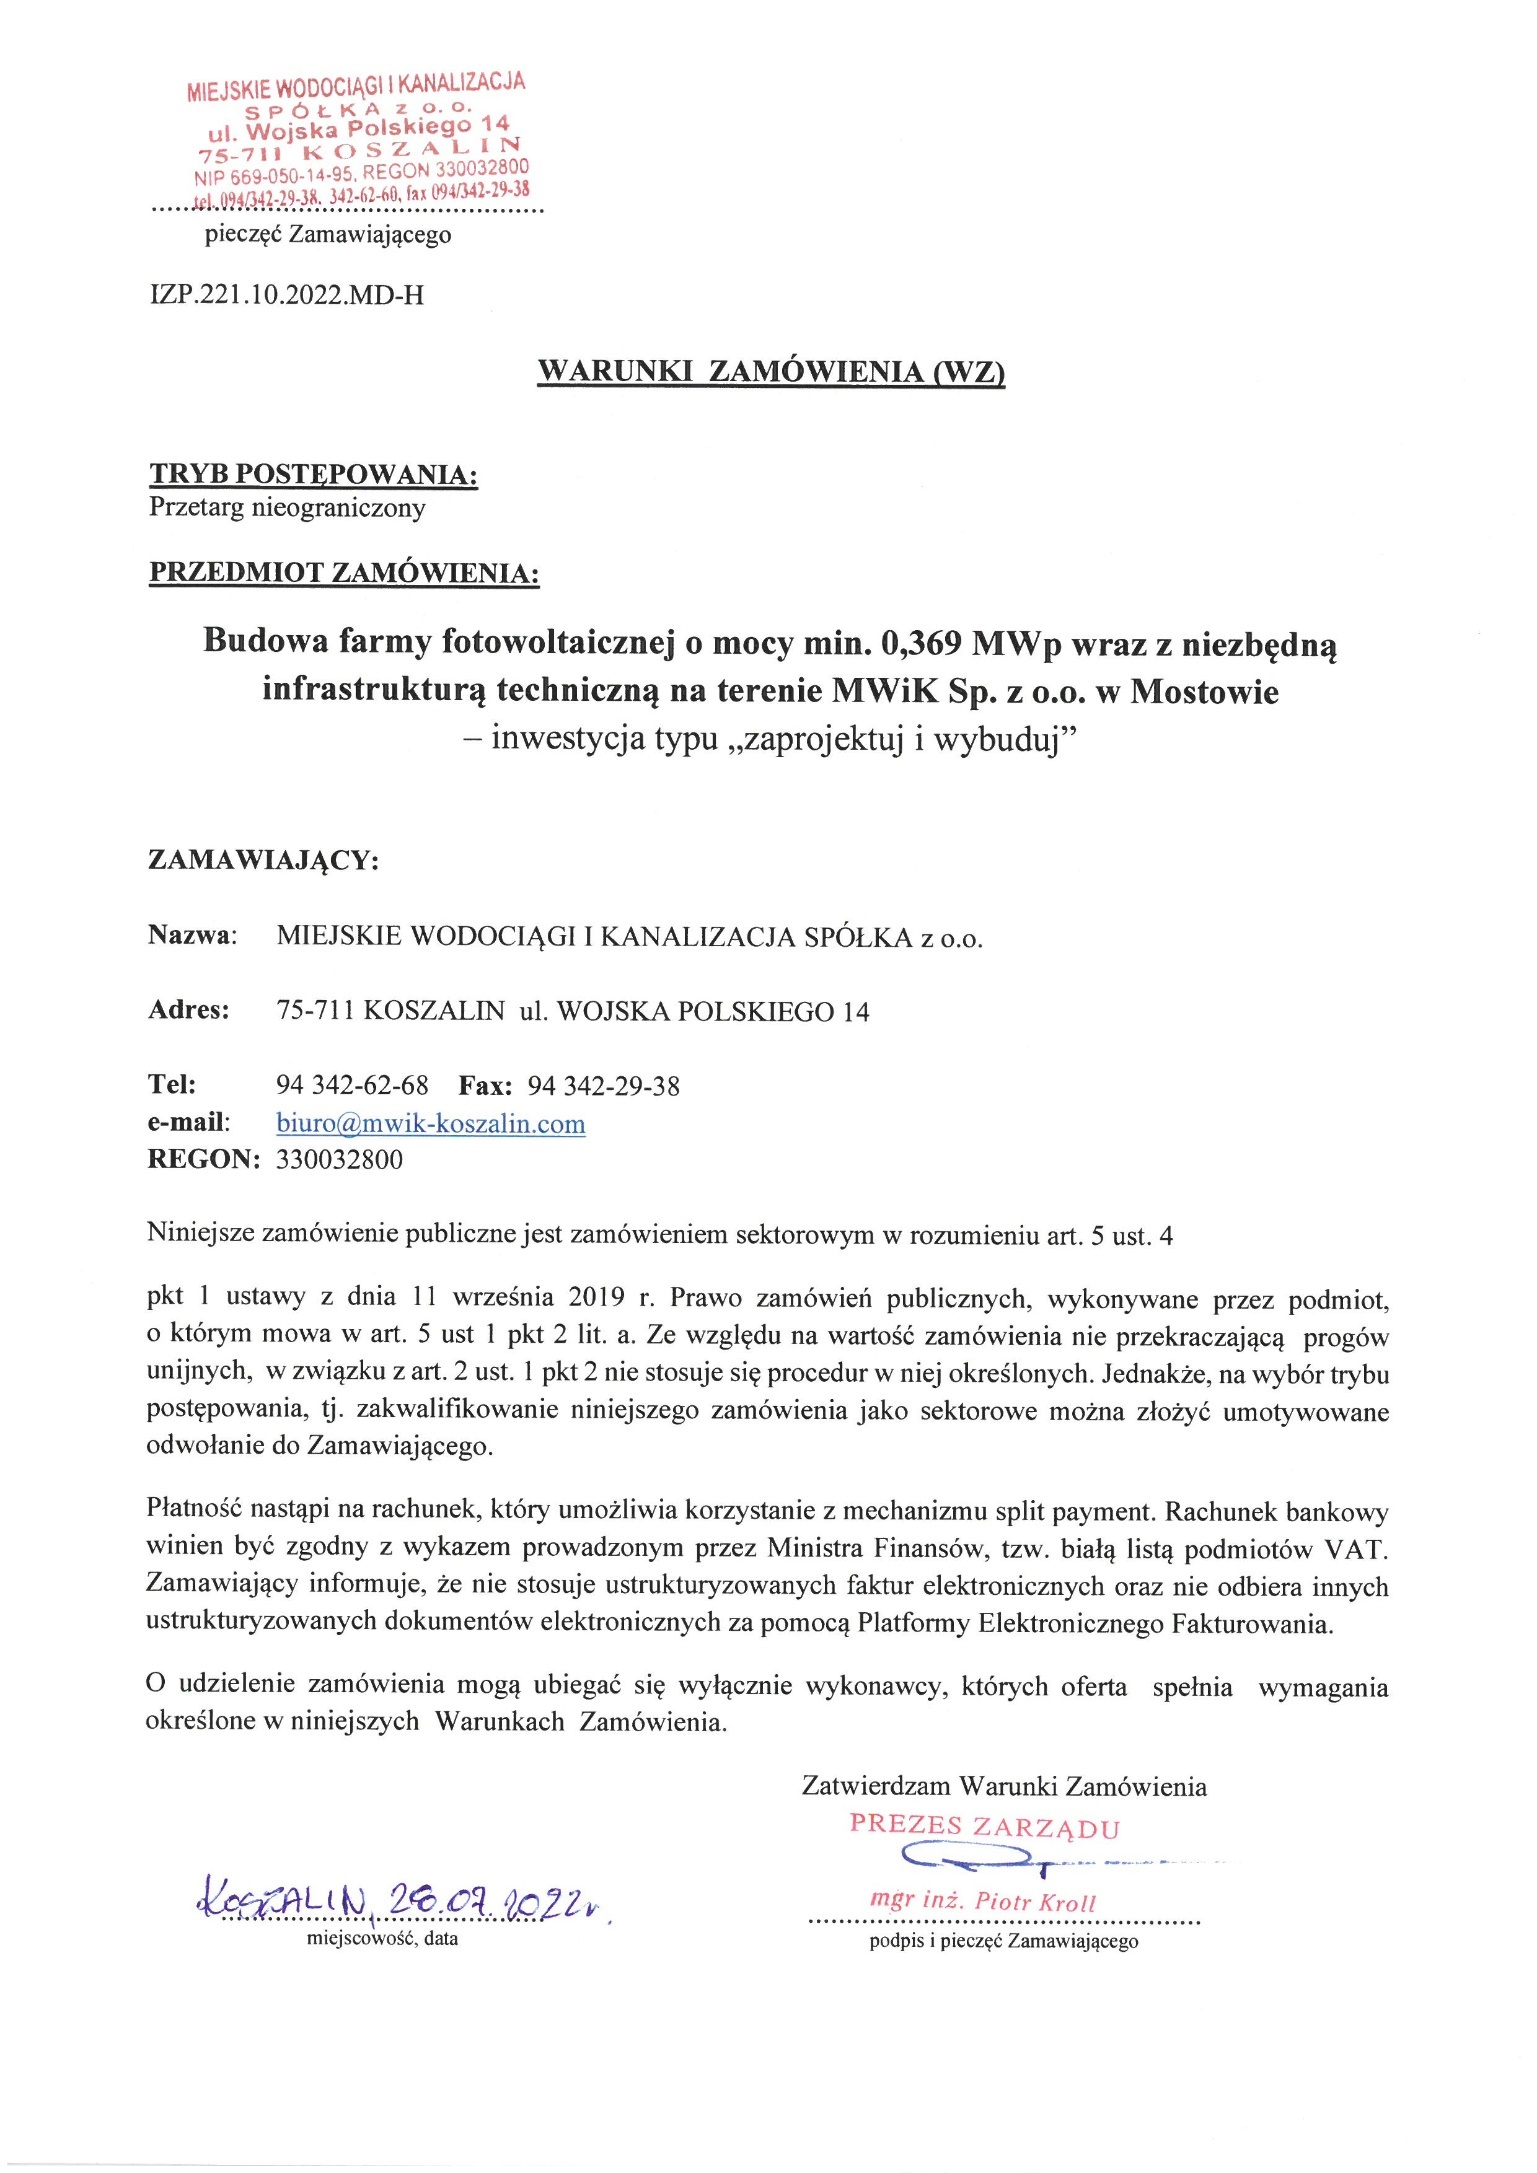 MIEJSKIE WODOCIĄGI I KANALIZACJA
SPÓŁKA z o.o.
ul. Wojska Polskiego 14
75-711 KOSZALIN
NIP 669-050-14-95, REGON 330032800
tel. 094/342-29-38, 342-62-60, fax 094/342-29-38
pieczęć Zamawiającego
IZP.221.10.2022.MD-H
WARUNKI ZAMÓWIENIA (WZ)
TRYB POSTĘPOWANIA:
Przetarg nieograniczony
PRZEDMIOT ZAMÓWIENIA:
Budowa farmy fotowoltaicznej o mocy min. 0,369 MWp wraz z niezbędną
infrastrukturą techniczną na terenie MWiK Sp. z o.o. w Mostowie
– inwestycja typu „zaprojektuj i wybuduj”
ZAMAWIAJĄCY:
Nazwa: MIEJSKIE WODOCIĄGI I KANALIZACJA SPÓŁKA z o.o.
Adres: 75-711 KOSZALIN ul. WOJSKA POLSKIEGO 14
Tel: 94 342-62-68 Fax: 94 342-29-38
e-mail: biuro@mwik-koszalin.com
REGON: 330032800
Niniejsze zamówienie publiczne jest zamówieniem sektorowym w rozumieniu art. 5 ust. 4
pkt 1 ustawy z dnia 11 września 2019 r. Prawo zamówień publicznych, wykonywane przez podmiot,
o którym mowa w art. 5 ust 1 pkt 2 lit. a. Ze względu na wartość zamówienia nie przekraczającą progów
unijnych, w związku z art. 2 ust. 1 pkt 2 nie stosuje się procedur w niej określonych. Jednakże, na wybór trybu
postępowania, tj. zakwalifikowanie niniejszego zamówienia jako sektorowe można złożyć umotywowane
odwołanie do Zamawiającego.
Płatność nastąpi na rachunek, który umożliwia korzystanie z mechanizmu split payment. Rachunek bankowy
winien być zgodny z wykazem prowadzonym przez Ministra Finansów, tzw. białą listą podmiotów VAT.
Zamawiający informuje, że nie stosuje ustrukturyzowanych faktur elektronicznych oraz nie odbiera innych
ustrukturyzowanych dokumentów elektronicznych za pomocą Platformy Elektronicznego Fakturowania.
O udzielenie zamówienia mogą ubiegać się wyłącznie wykonawcy, których oferta spełnia wymagania
określone w niniejszych Warunkach Zamówienia.
Zatwierdzam Warunki Zamówienia
PREZES ZARZĄDU
mgr inż. Piotr Kroll
podpis i pieczęć Zamawiającego
KOSZALIN,
miejscowość, data